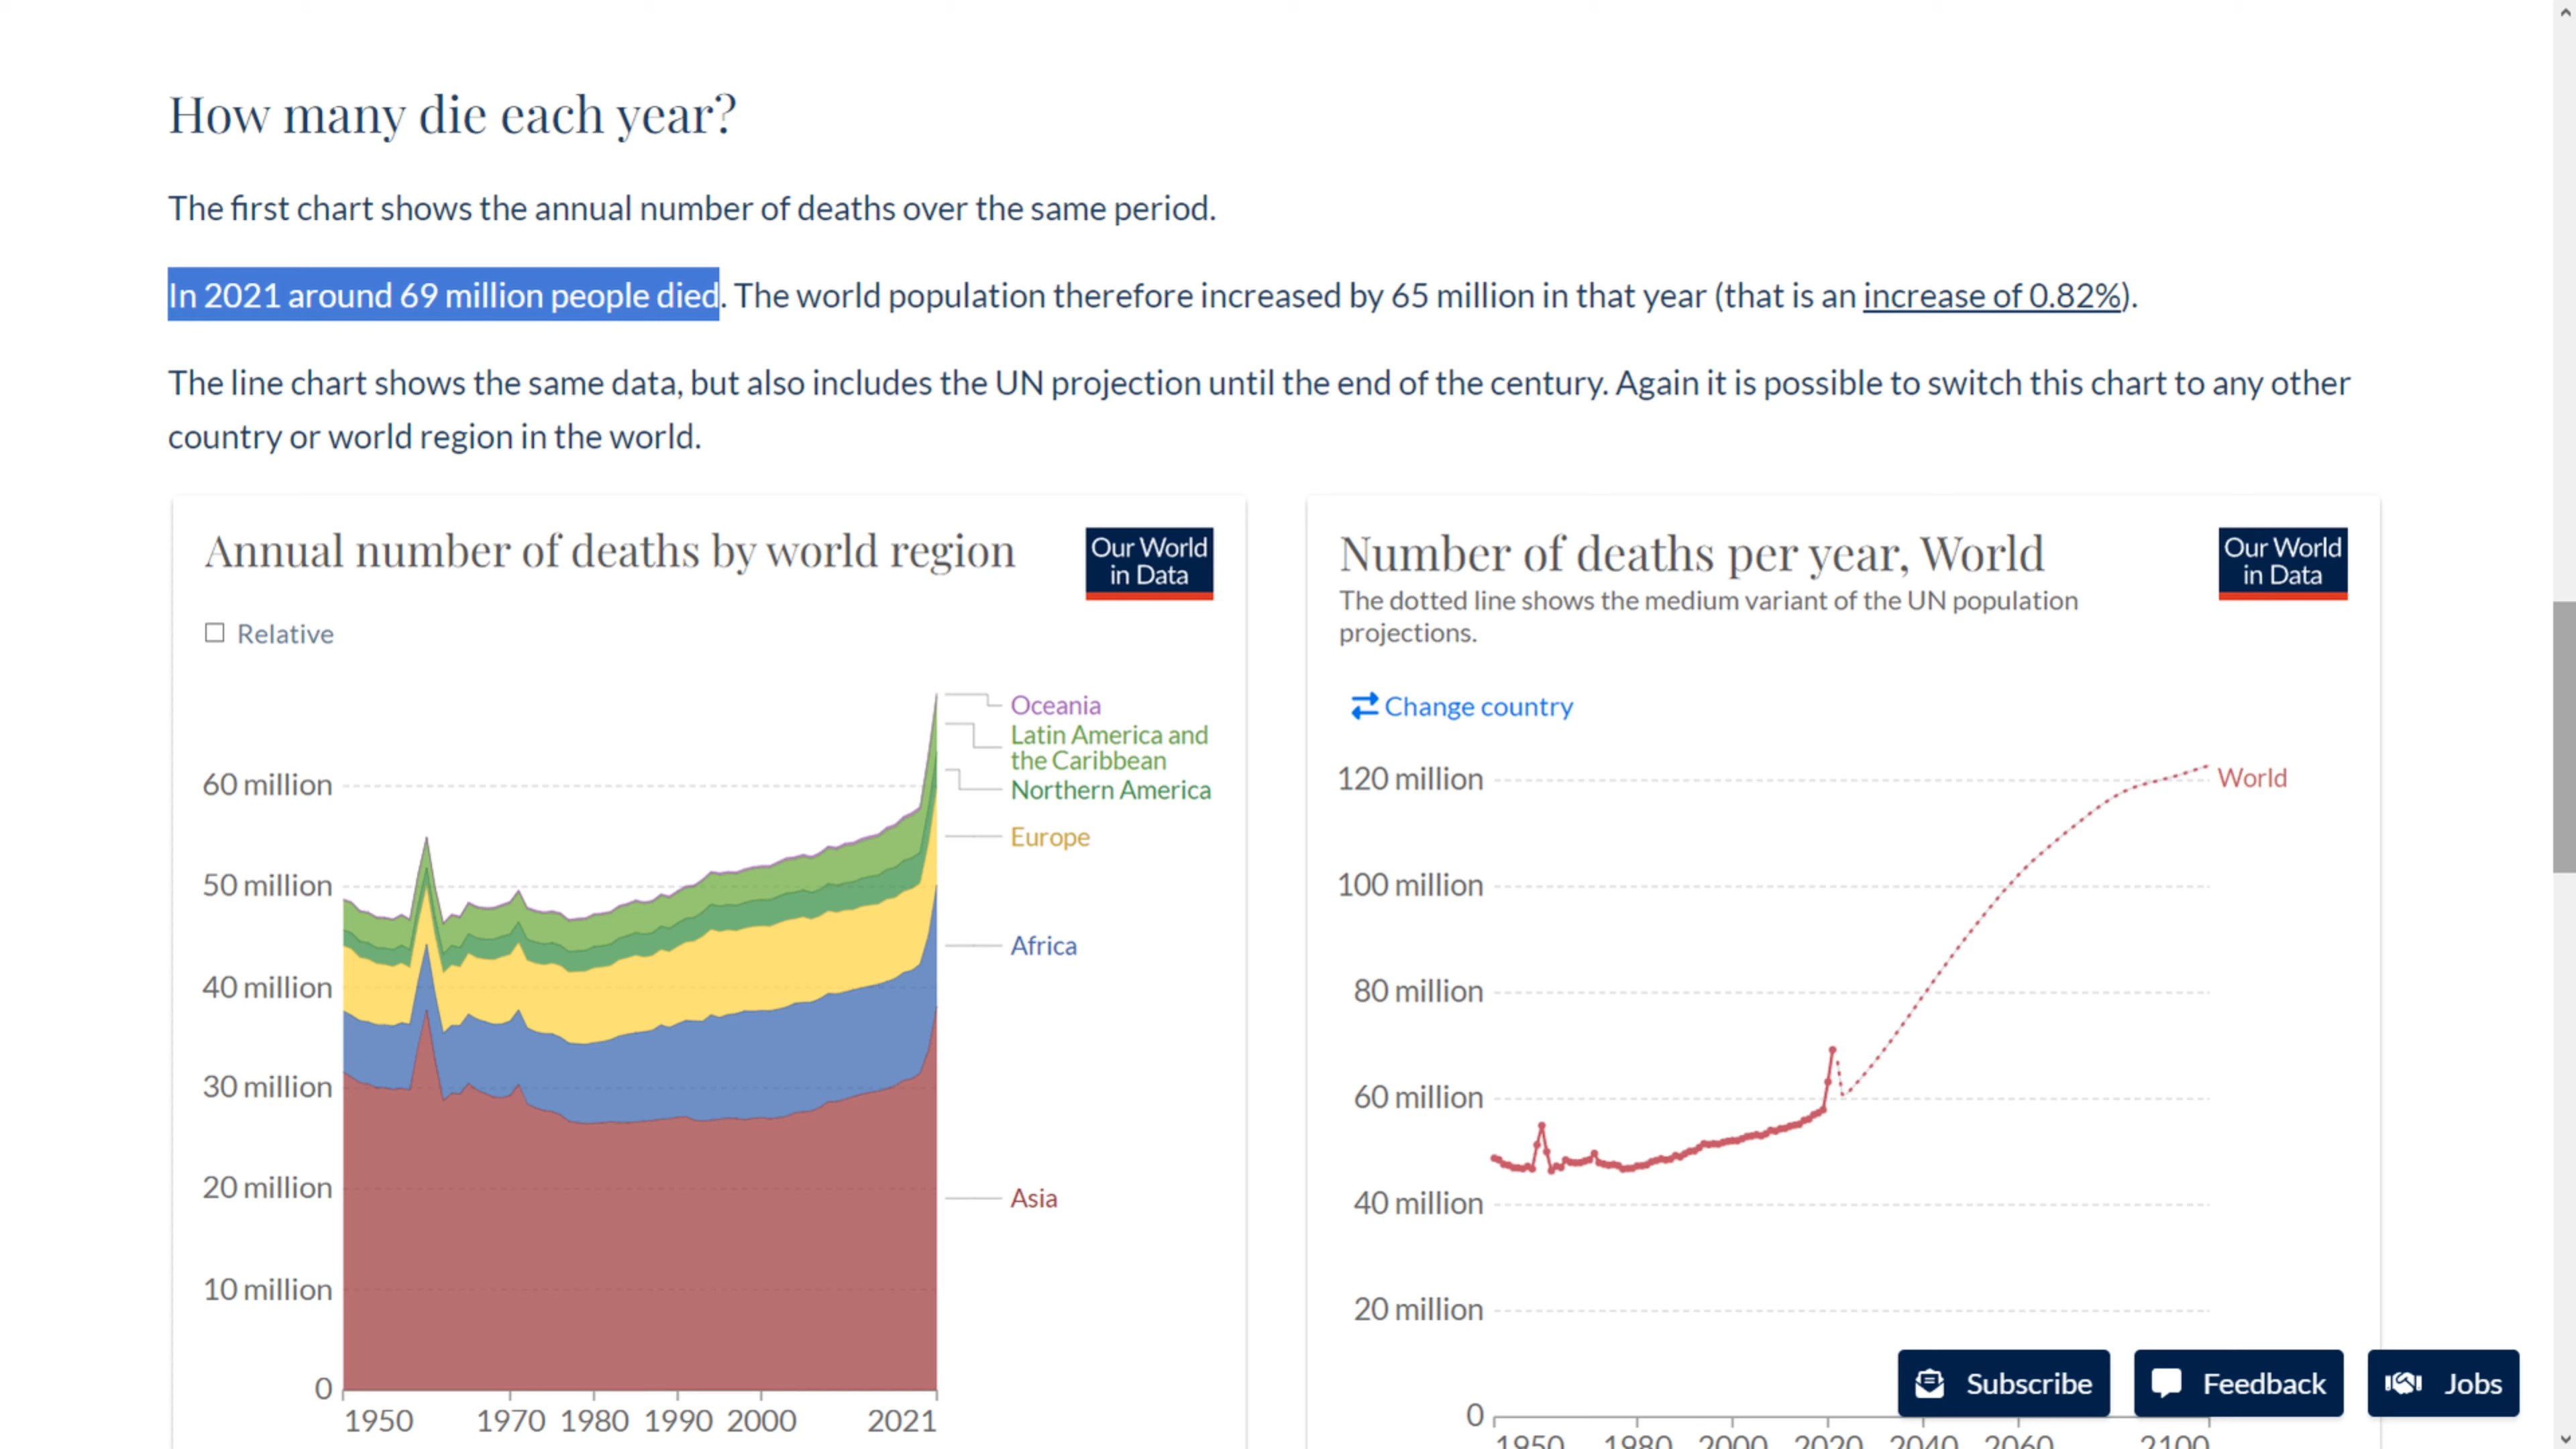 How many die each year?
The first chart shows the annual number of deaths over the same period.
In 2021 around 69 million people died. The world population therefore increased by 65 million in that year (that is an increase of 0.82%).
The line chart shows the same data, but also includes the UN projection until the end of the century. Again it is possible to switch this chart to any other
country or world region in the world.
Annual number of deaths by world region
Our World
in Data
Relative
Oceania
Latin America and
the Caribbean
Northern America
Europe
Africa
Asia
60 million
50 million
40 million
30 million
20 million
10 million
0
1950 1970 1980 1990 2000 2021
Number of deaths per year, World
The dotted line shows the medium variant of the UN population
projections.
Our World
in Data
Change country
120 million
100 million
80 million
60 million
40 million
20 million
0
World
1950 1980 2000 2020 2040 2060 2100
Subscribe
Feedback
Jobs